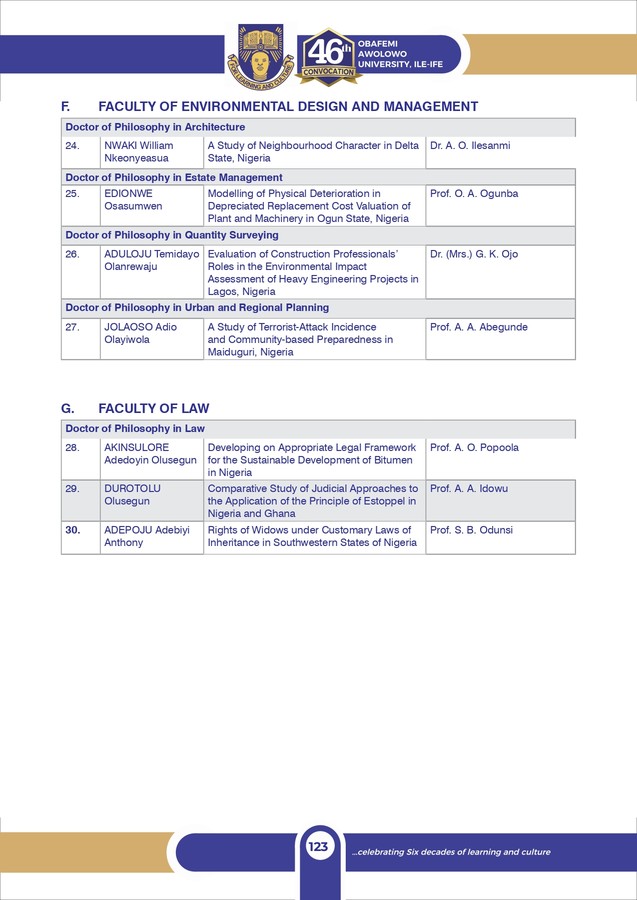 FOR LEARNING AND CULTURE
46th
CONVOCATION
OBAFEMI
AWOLOWO
UNIVERSITY, ILE-IFE
F. FACULTY OF ENVIRONMENTAL DESIGN AND MANAGEMENT
Doctor of Philosophy in Architecture
24. NWAKI William A Study of Neighbourhood Character in Delta Dr. A. O. Ilesanmi
Nkeonyeasua State, Nigeria
Doctor of Philosophy in Estate Management
25. EDIONWE Modelling of Physical Deterioration in Prof. O. A. Ogunba
Osasumwen Depreciated Replacement Cost Valuation of
Plant and Machinery in Ogun State, Nigeria
Doctor of Philosophy in Quantity Surveying
26. ADULOJU Temidayo Evaluation of Construction Professionals’ Dr. (Mrs.) G. K. Ojo
Olanrewaju Roles in the Environmental Impact
Assessment of Heavy Engineering Projects in
Lagos, Nigeria
Doctor of Philosophy in Urban and Regional Planning
27. JOLAOSO Adio A Study of Terrorist-Attack Incidence Prof. A. A. Abegunde
Olayiwola and Community-based Preparedness in
Maiduguri, Nigeria
G. FACULTY OF LAW
Doctor of Philosophy in Law
28. AKINSULORE Developing on Appropriate Legal Framework Prof. A. O. Popoola
Adedoyin Olusegun for the Sustainable Development of Bitumen
in Nigeria
29. DUROTOLU Comparative Study of Judicial Approaches to Prof. A. A. Idowu
Olusegun the Application of the Principle of Estoppel in
Nigeria and Ghana
30. ADEPOJU Adebiyi Rights of Widows under Customary Laws of Prof. S. B. Odunsi
Anthony Inheritance in Southwestern States of Nigeria
123
...celebrating Six decades of learning and culture